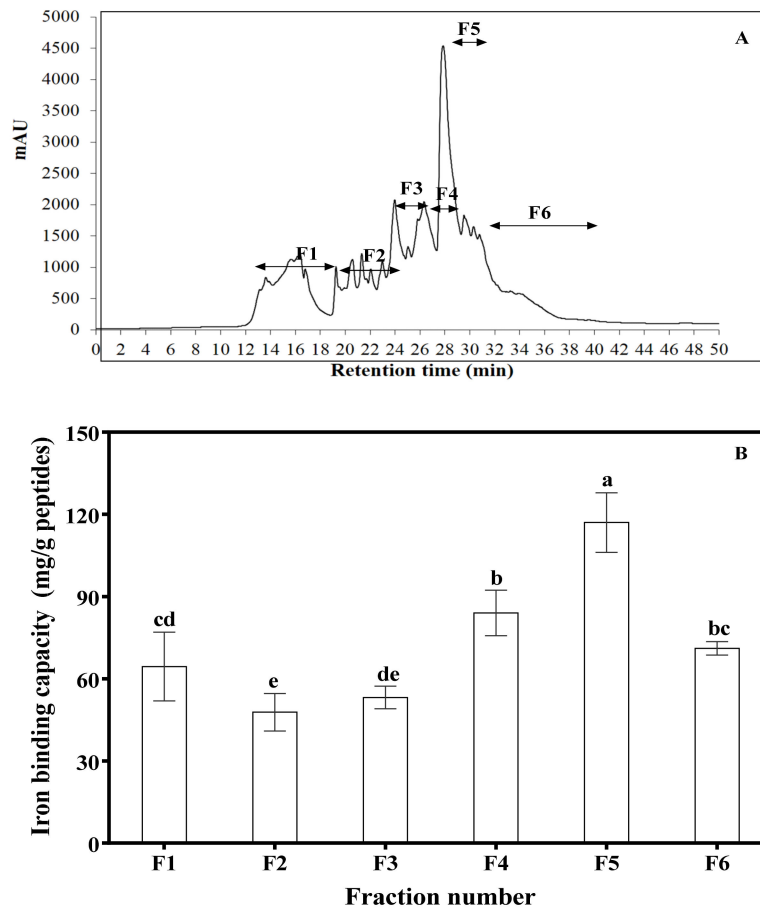 5000
4500
4000
3500
3000
2500
2000
1500
1000
500
0
mAU
A
F5
F3
F4
F6
F1
F2
0 2 4 6 8 10 12 14 16 18 20 22 24 26 28 30 32 34 36 38 40 42 44 46 48 50
Retention time (min)
B
150
120
90
60
30
0
Iron binding capacity (mg/g peptides)
cd
e
de
b
a
bc
F1 F2 F3 F4 F5 F6
Fraction number